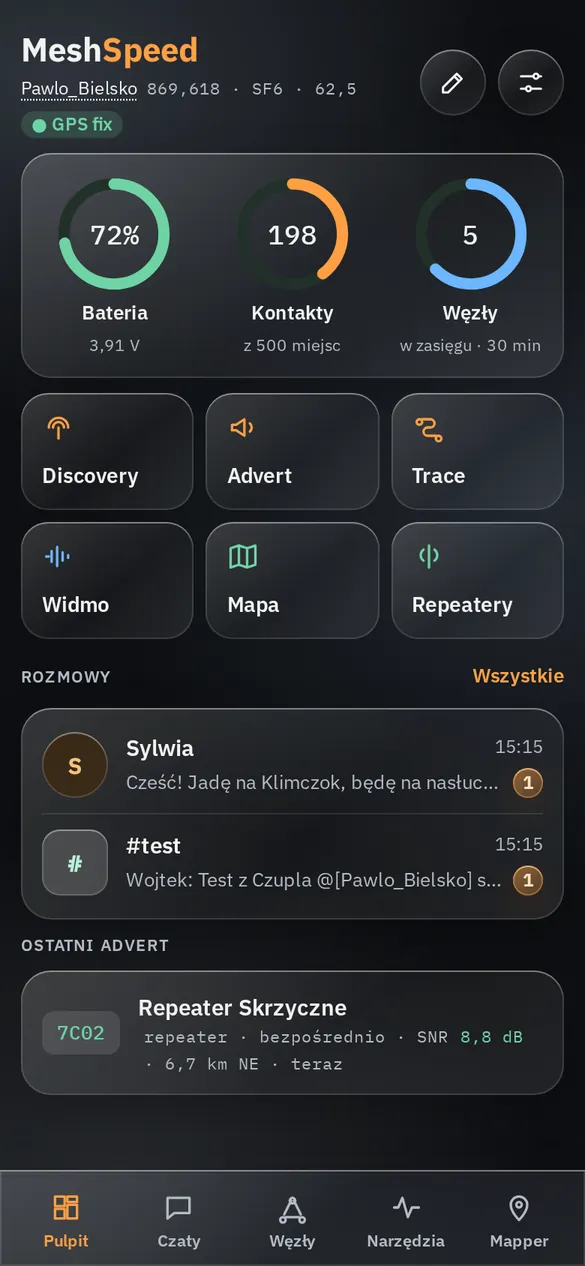 MeshSpeed
Pawlo_Bielsko 869,618 · SF6 · 62,5
GPS fix
72% 198 5
Bateria Kontakty Węzły
3,91 V z 500 miejsc w zasięgu · 30 min
Discovery Advert Trace
Widmo Mapa Repeatery
ROZMOWY Wszystkie
S Sylwia 15:15
Cześć! Jadę na Klimczok, będę na nasłuc... 1
# #test 15:15
Wojtek: Test z Czupla @[Pawlo_Bielsko] s... 1
OSTATNI ADVERT
Repeater Skrzyczne
7C02 repeater · bezpośrednio · SNR 8,8 dB
· 6,7 km NE · teraz
Pulpit Czaty Węzły Narzędzia Mapper